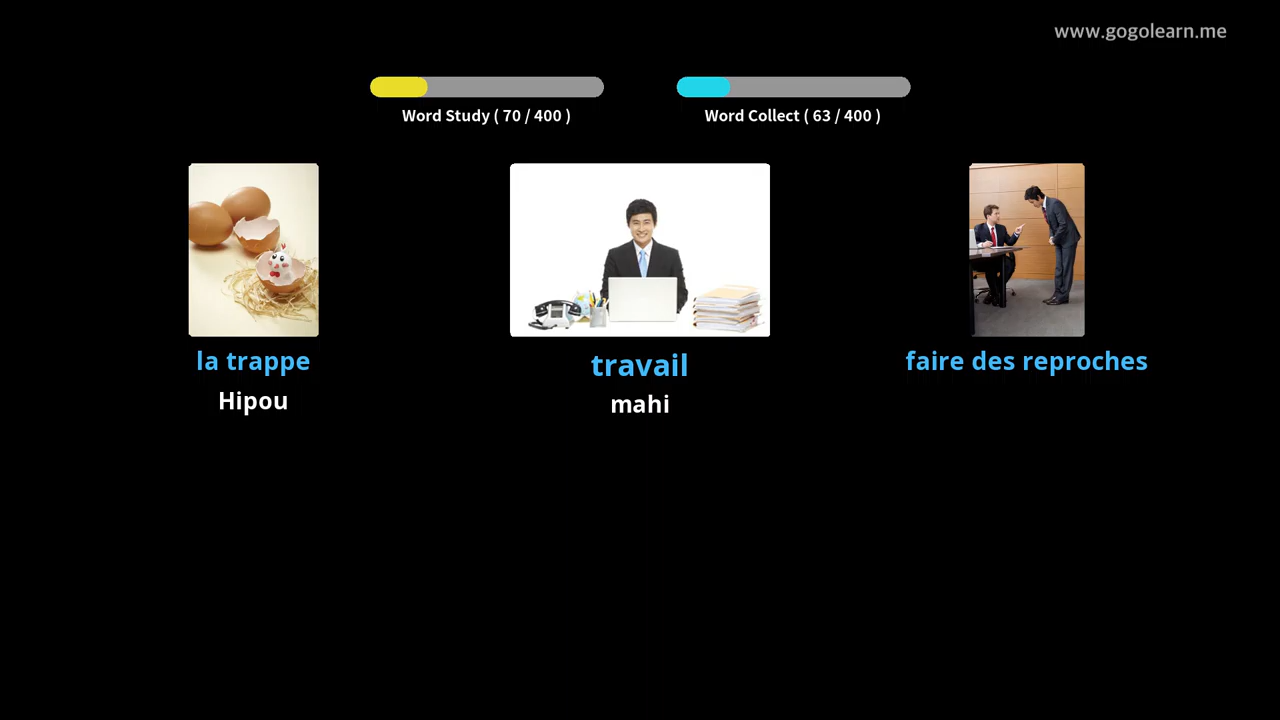 www.gogolearn.me
Word Study ( 70 / 400 )
Word Collect ( 63 / 400 )
la trappe
Hipou
travail
mahi
faire des reproches